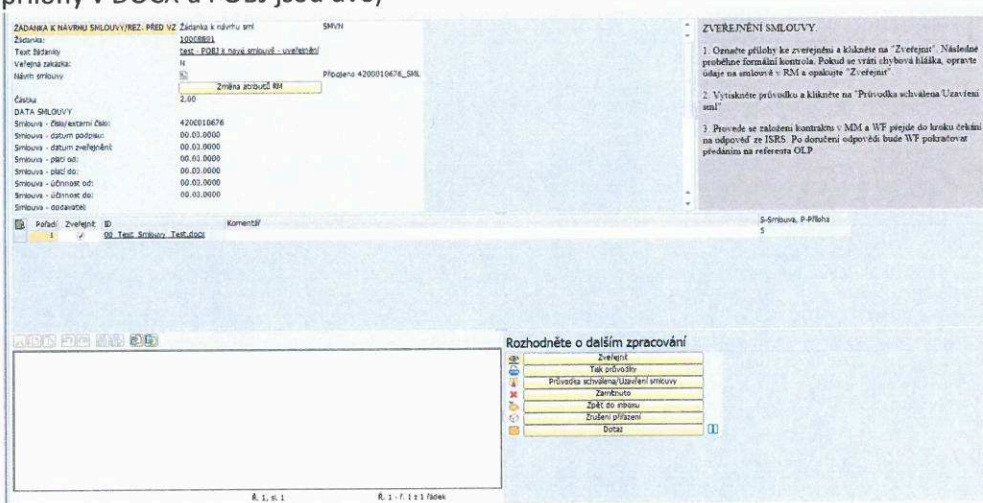 přílohy v DOCX a POBJ jsou dvě)
ŽÁDANKA K NÁVRHU SMLOUVY/REZ. PŘED VZ Žádanka k návrhu sml SMVN
Žádanka: 10008891
Text žádanky test - POBJ k nové smlouvě - uveřejnění
Veřejná zakázka: N
Návrh smlouvy Připojeno 4200010676_SML
Změna atributů RM
Částka 2,00
DATA SMLOUVY
Smlouva - číslo/externí číslo: 4200010676
Smlouva - datum podpisu: 00.00.0000
Smlouva - datum zveřejnění: 00.00.0000
Smlouva - platí od: 00.00.0000
Smlouva - platí do: 00.00.0000
Smlouva - účinnost od: 00.00.0000
Smlouva - účinnost do: 00.00.0000
Smlouva - dodavatel:
ZVEŘEJNĚNÍ SMLOUVY.
1. Označte přílohy ke zveřejnění a klikněte na "Zveřejnit". Následně
proběhne formální kontrola. Pokud se vrátí chybová hláška, opravte
údaje na smlouvě v RM a opakujte "Zveřejnit".
2. Vytiskněte průvodku a klikněte na "Průvodka schválena/Uzavření
sml"
3. Provede se založení kontraktu v MM a WF přejde do kroku čekání
na odpověď ze ISRS. Po doručení odpovědi bude WF pokračovat
předáním na referenta OLP
Pořadí Zveřejnit ID Komentář S-Smlouva, P-Příloha
1 00_Test_Smlouvy_Test.docx S
Rozhodněte o dalším zpracování
Zveřejnit
Tisk průvodky
Průvodka schválena/Uzavření smlouvy
Zamítnuto
Zpět do inboxu
Zrušení přiřazení
Dotaz
Ř. 1, s. 1 Ř. 1 - ř. 1 z 1 řádek